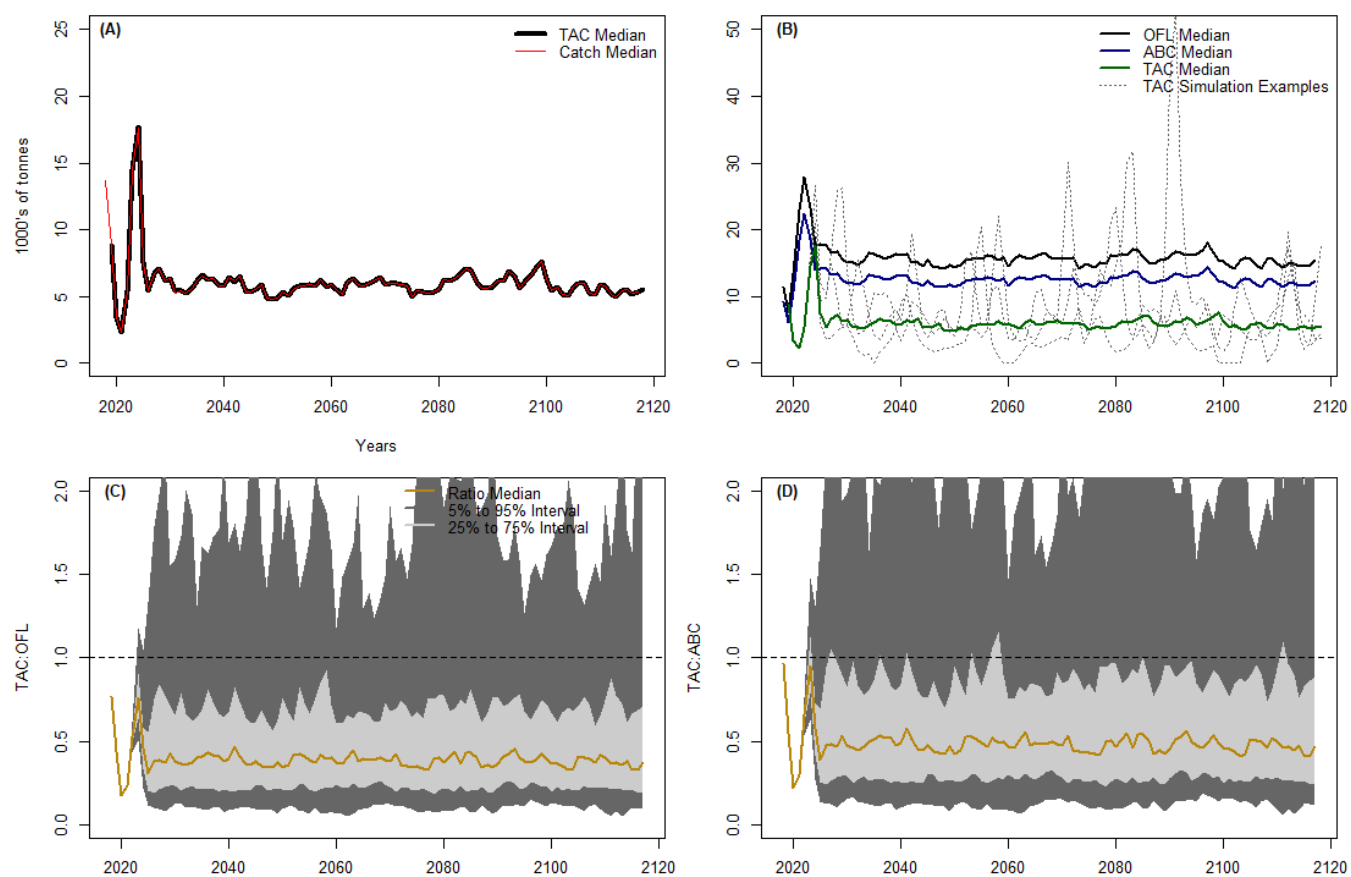 (A)
TAC Median
Catch Median
25
20
15
10
5
0
1000's of tonnes
2020 2040 2060 2080 2100 2120
Years
(B)
OFL Median
ABC Median
TAC Median
TAC Simulation Examples
50
40
30
20
10
0
2020 2040 2060 2080 2100 2120
(C)
Ratio Median
5% to 95% Interval
25% to 75% Interval
2.0
1.5
1.0
0.5
0.0
TAC:OFL
2020 2040 2060 2080 2100 2120
(D)
2.0
1.5
1.0
0.5
0.0
TAC:ABC
2020 2040 2060 2080 2100 2120